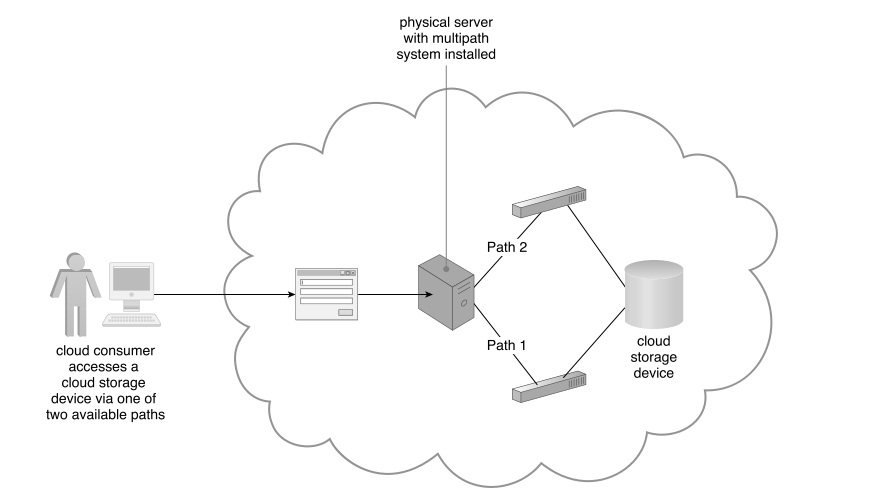 physical server
with multipath
system installed
Path 2
Path 1
cloud consumer
accesses a
cloud storage
device via one of
two available paths
cloud
storage
device